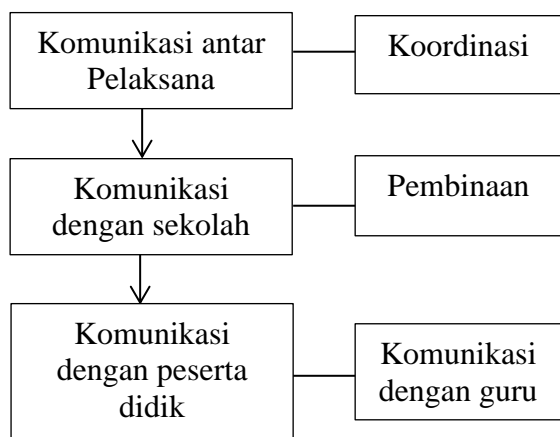 Komunikasi antar
Pelaksana
Koordinasi
Komunikasi
dengan sekolah
Pembinaan
Komunikasi
dengan peserta
didik
Komunikasi
dengan guru